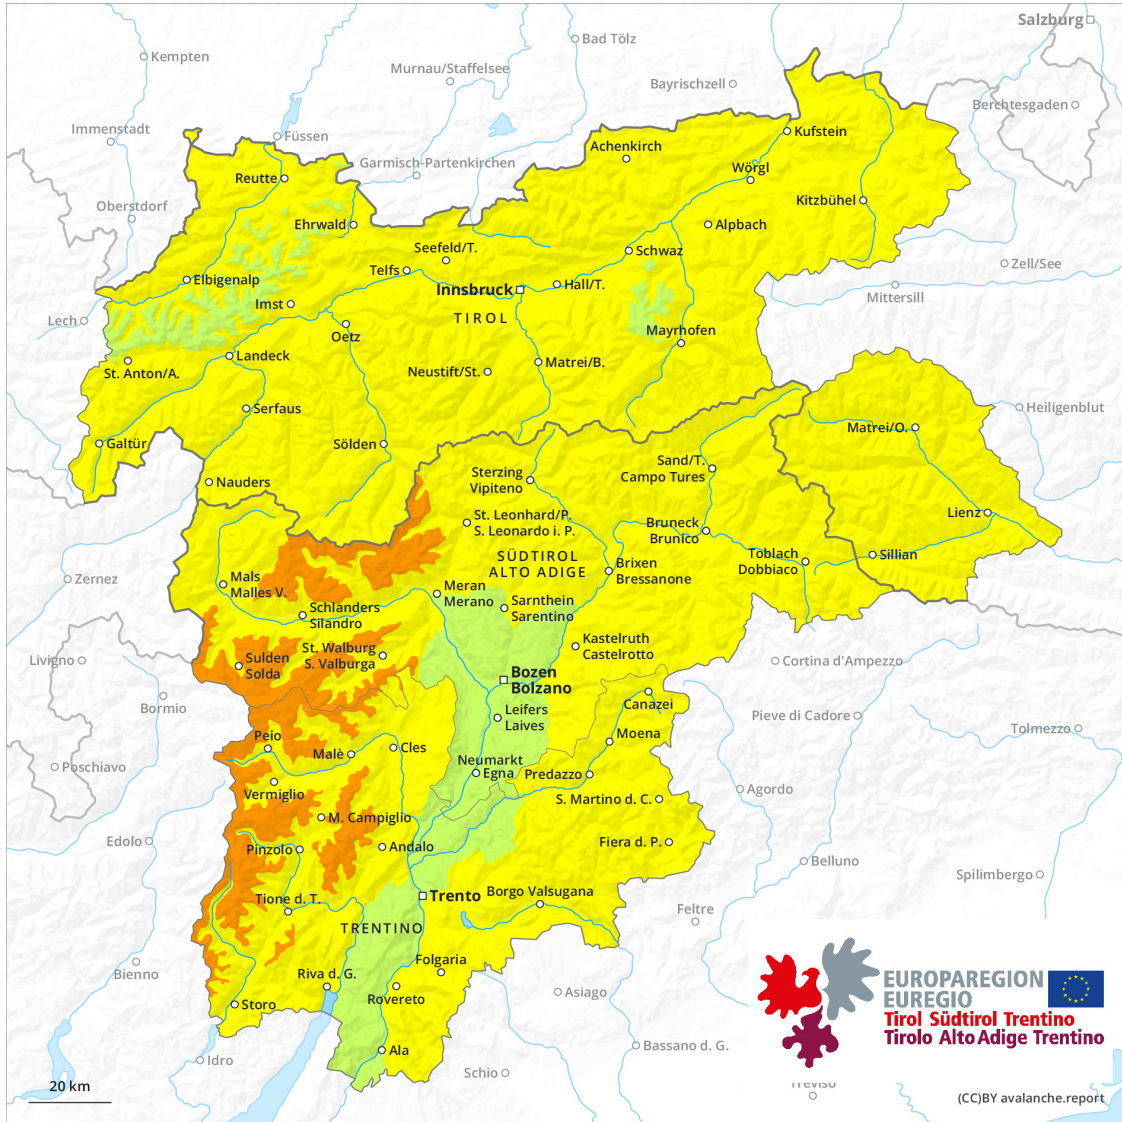 Salzburg
Bad Tölz
Kempten
Murnau/Staffelsee
Bayrischzell
Berchtesgaden
Immenstadt
Füssen
Kufstein
Achenkirch
Garmisch-Partenkirchen
Wörgl
Reutte
Oberstdorf
Kitzbühel
Ehrwald
Alpbach
Seefeld/T.
Schwaz
Zell/See
Telfs
Elbigenalp
Innsbruck
Hall/T.
Mittersill
Imst
Lech
TIROL
Oetz
Mayrhofen
Landeck
Matrei/B.
St. Anton/A.
Neustift/St.
Serfaus
Heiligenblut
Matrei/O.
Galtür
Sölden
Sand/T.
Campo Tures
Sterzing
Vipiteno
Nauders
Lienz
St. Leonhard/P.
S. Leonardo i. P.
Bruneck
Brunico
SÜDTIROL
ALTO ADIGE
Toblach
Dobbiaco
Sillian
Brixen
Bressanone
Zernez
Mals
Malles V.
Meran
Merano
Sarnthein
Sarentino
Schlanders
Silandro
Kastelruth
Castelrotto
St. Walburg
S. Valburga
Livigno
Sulden
Solda
Cortina d'Ampezzo
Bozen
Bolzano
Bormio
Canazei
Leifers
Laives
Pieve di Cadore
Tolmezzo
Peio
Moena
Cles
Malè
Poschiavo
Neumarkt
Egna
Predazzo
Vermiglio
Agordo
S. Martino d. C.
M. Campiglio
Edolo
Pinzolo
Andalo
Fiera d. P.
Belluno
Spilimbergo
Trento
Borgo Valsugana
Tione d. T.
Feltre
TRENTINO
Folgaria
Bienno
Riva d. G.
Rovereto
Asiago
Storo
EUROPAREGION
EUREGIO
Tirol Südtirol Trentino
Tirolo Alto Adige Trentino
Bassano d. G.
Ala
Idro
Schio
Treviso
20 km
(CC)BY avalanche.report